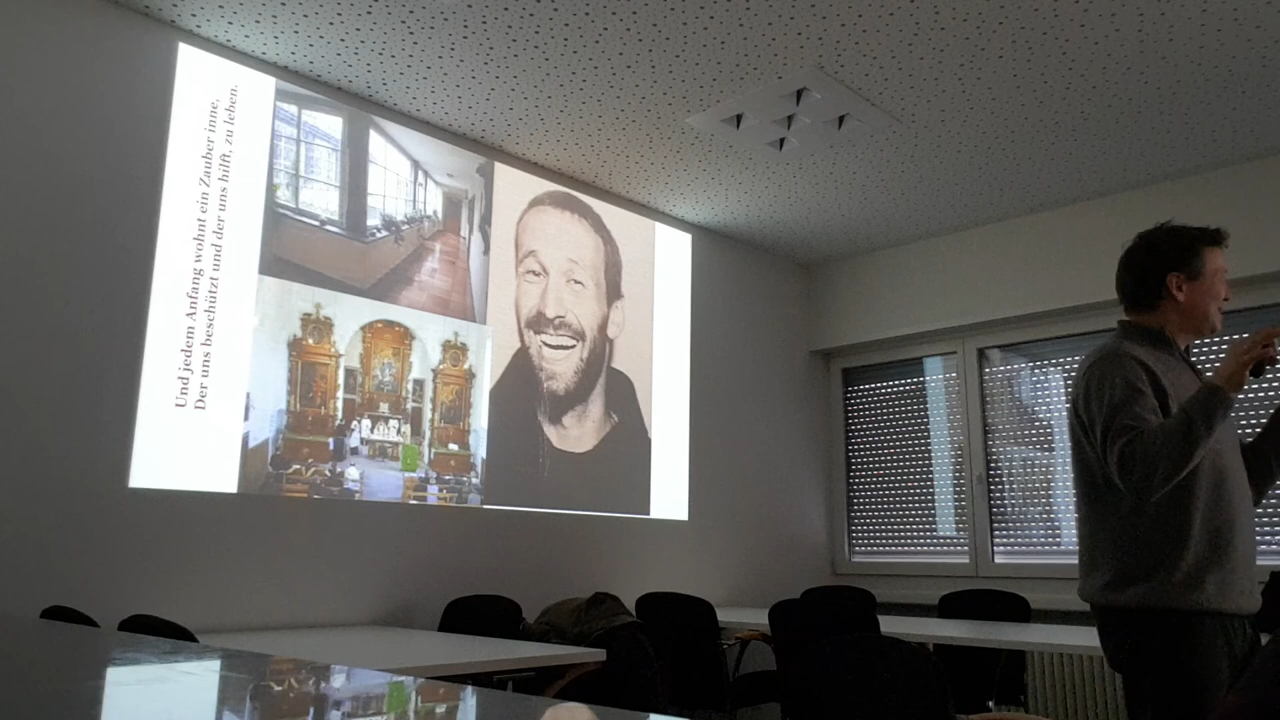 Und jedem Anfang wohnt ein Zauber inne,
Der uns beschützt und der uns hilft, zu leben.